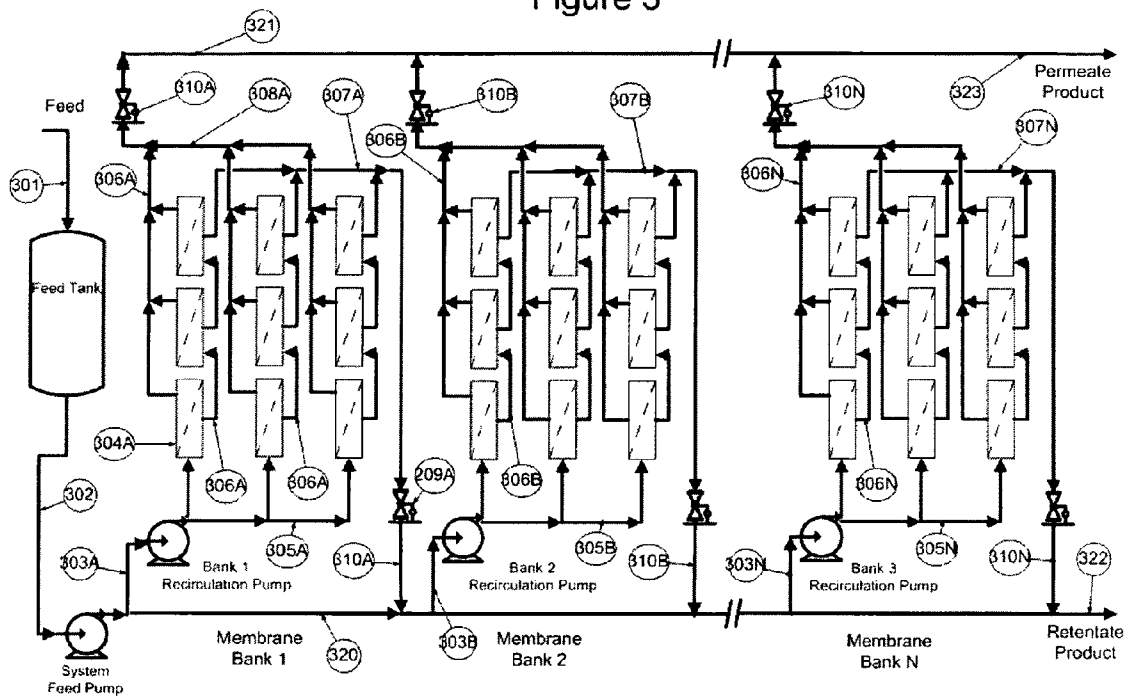 Figure 3
321
310A
308A
307A
310B
307B
310N
323
Permeate
Product
Feed
306B
307N
306A
306N
301
Feed Tank
304A
306A
306A
209A
306B
306N
302
305A
310A
305B
310B
305N
310N
322
303A
Bank 1
Recirculation Pump
Bank 2
Recirculation Pump
303N
Bank 3
Recirculation Pump
Membrane
Bank 1
320
303B
Membrane
Bank 2
Membrane
Bank N
Retentate
Product
System
Feed Pump